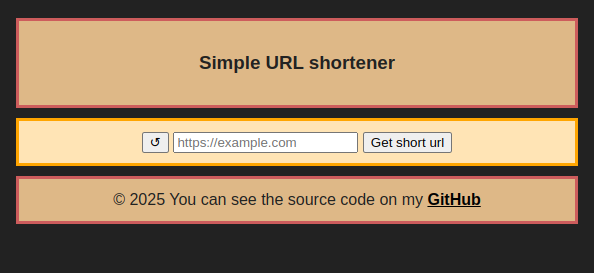 Simple URL shortener
↺ https://example.com Get short url
© 2025 You can see the source code on my GitHub